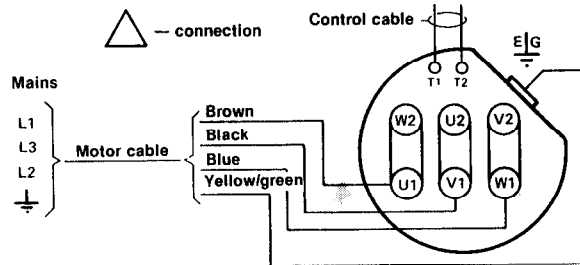 Control cable
– connection
E G
T1 T2
Mains
L1
L3
L2
Motor cable
Brown
Black
Blue
Yellow/green
W2 U2 V2
U1 V1 W1